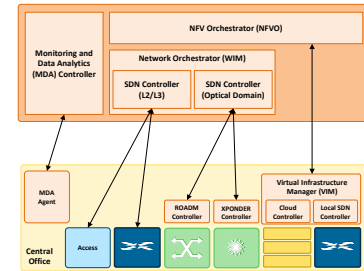 NFV Orchestrator (NFVO)
Monitoring and
Data Analytics
(MDA) Controller
Network Orchestrator (WIM)
SDN Controller
(L2/L3)
SDN Controller
(Optical Domain)
MDA
Agent
ROADM
Controller
XPONDER
Controller
Virtual Infrastructure
Manager (VIM)
Cloud
Controller
Local SDN
Controller
Central
Office
Access